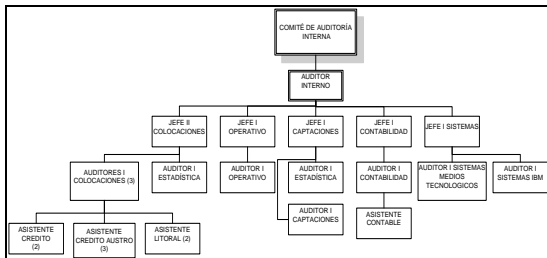 COMITÉ DE AUDITORÍA
INTERNA
AUDITOR
INTERNO
JEFE II
COLOCACIONES
JEFE I
OPERATIVO
JEFE I
CAPTACIONES
JEFE I
CONTABILIDAD
JEFE I SISTEMAS
AUDITORES I
COLOCACIONES (3)
AUDITOR I
ESTADÍSTICA
AUDITOR I
OPERATIVO
AUDITOR I
ESTADÍSTICA
AUDITOR I
CONTABILIDAD
AUDITOR I SISTEMAS
MEDIOS
TECNOLOGICOS
AUDITOR I
SISTEMAS IBM
AUDITOR I
CAPTACIONES
ASISTENTE
CONTABLE
ASISTENTE
CREDITO
(2)
ASISTENTE
CREDITO AUSTRO
(3)
ASISTENTE
LITORAL (2)